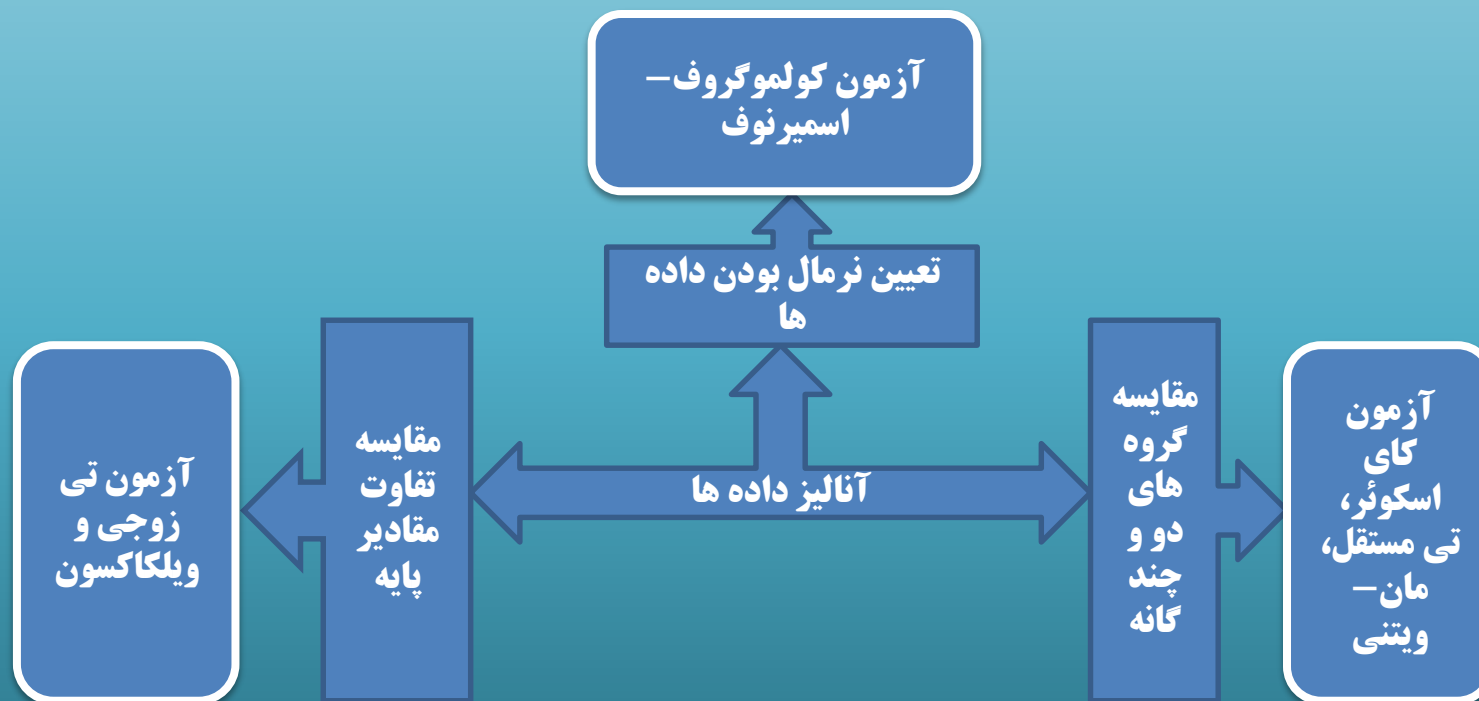 آزمون کولموگروف–
اسمیرنوف
تعیین نرمال بودن داده
ها
مقایسه
گروه
های
دو و
چند
گانه
آزمون
کای
اسکوئر،
تی مستقل،
مان–
ویتنی
آنالیز داده ها
مقایسه
تفاوت
مقادیر
پایه
آزمون تی
زوجی و
ویلکاکسون